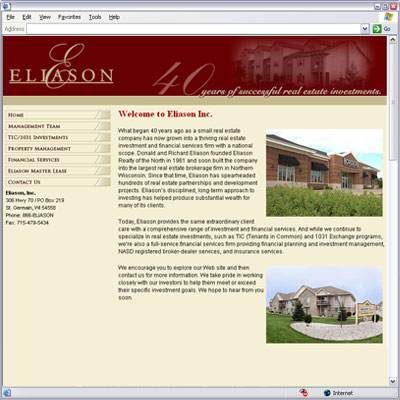 File Edit View Favorites Tools Help
Address
Go
E
ELIASON
40 years of successful real estate investments.
HOME
MANAGEMENT TEAM
TIC/1031 INVESTMENTS
PROPERTY MANAGEMENT
FINANCIAL SERVICES
ELIASON MASTER LEASE
CONTACT US
Eliason, Inc.
306 Hwy 70 / PO Box 219
St. Germain, WI 54558
Phone: 866-ELIASON
Fax: 715-479-5434
Welcome to Eliason Inc.
What began 40 years ago as a small real estate
company has now grown into a thriving real estate
investment and financial services firm with a national
scope. Donald and Richard Eliason founded Eliason
Realty of the North in 1961 and soon built the company
into the largest real estate brokerage firm in Northern
Wisconsin. Since that time, Eliason has spearheaded
hundreds of real estate partnerships and development
projects. Eliason's disciplined, long-term approach to
investing has helped produce substantial wealth for
many of its clients.
Today, Eliason provides the same extraordinary client
care with a comprehensive range of investment and financial services. And while we continue to
specialize in real estate investments, such as TIC (Tenants in Common) and 1031 Exchange programs,
we're also a full-service financial services firm providing financial planning and investment management,
NASD registered broker-dealer services, and insurance services.
We encourage you to explore our Web site and then
contact us for more information. We take pride in working
closely with our investors to help them meet or exceed
their specific investment goals. We hope to hear from you
soon.
Internet